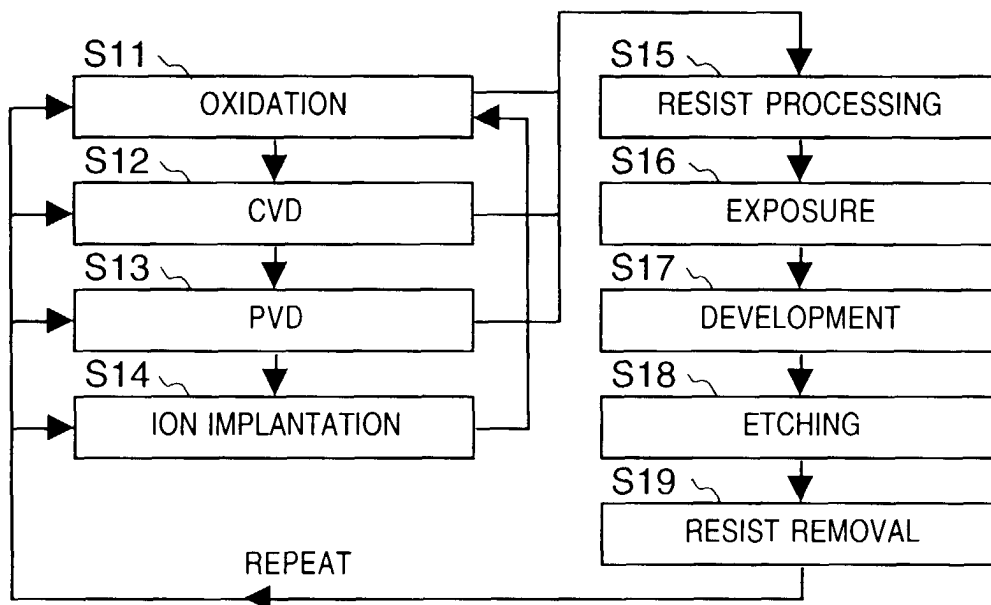 S11
OXIDATION
S12
CVD
S13
PVD
S14
ION IMPLANTATION
S15
RESIST PROCESSING
S16
EXPOSURE
S17
DEVELOPMENT
S18
ETCHING
S19
RESIST REMOVAL
REPEAT